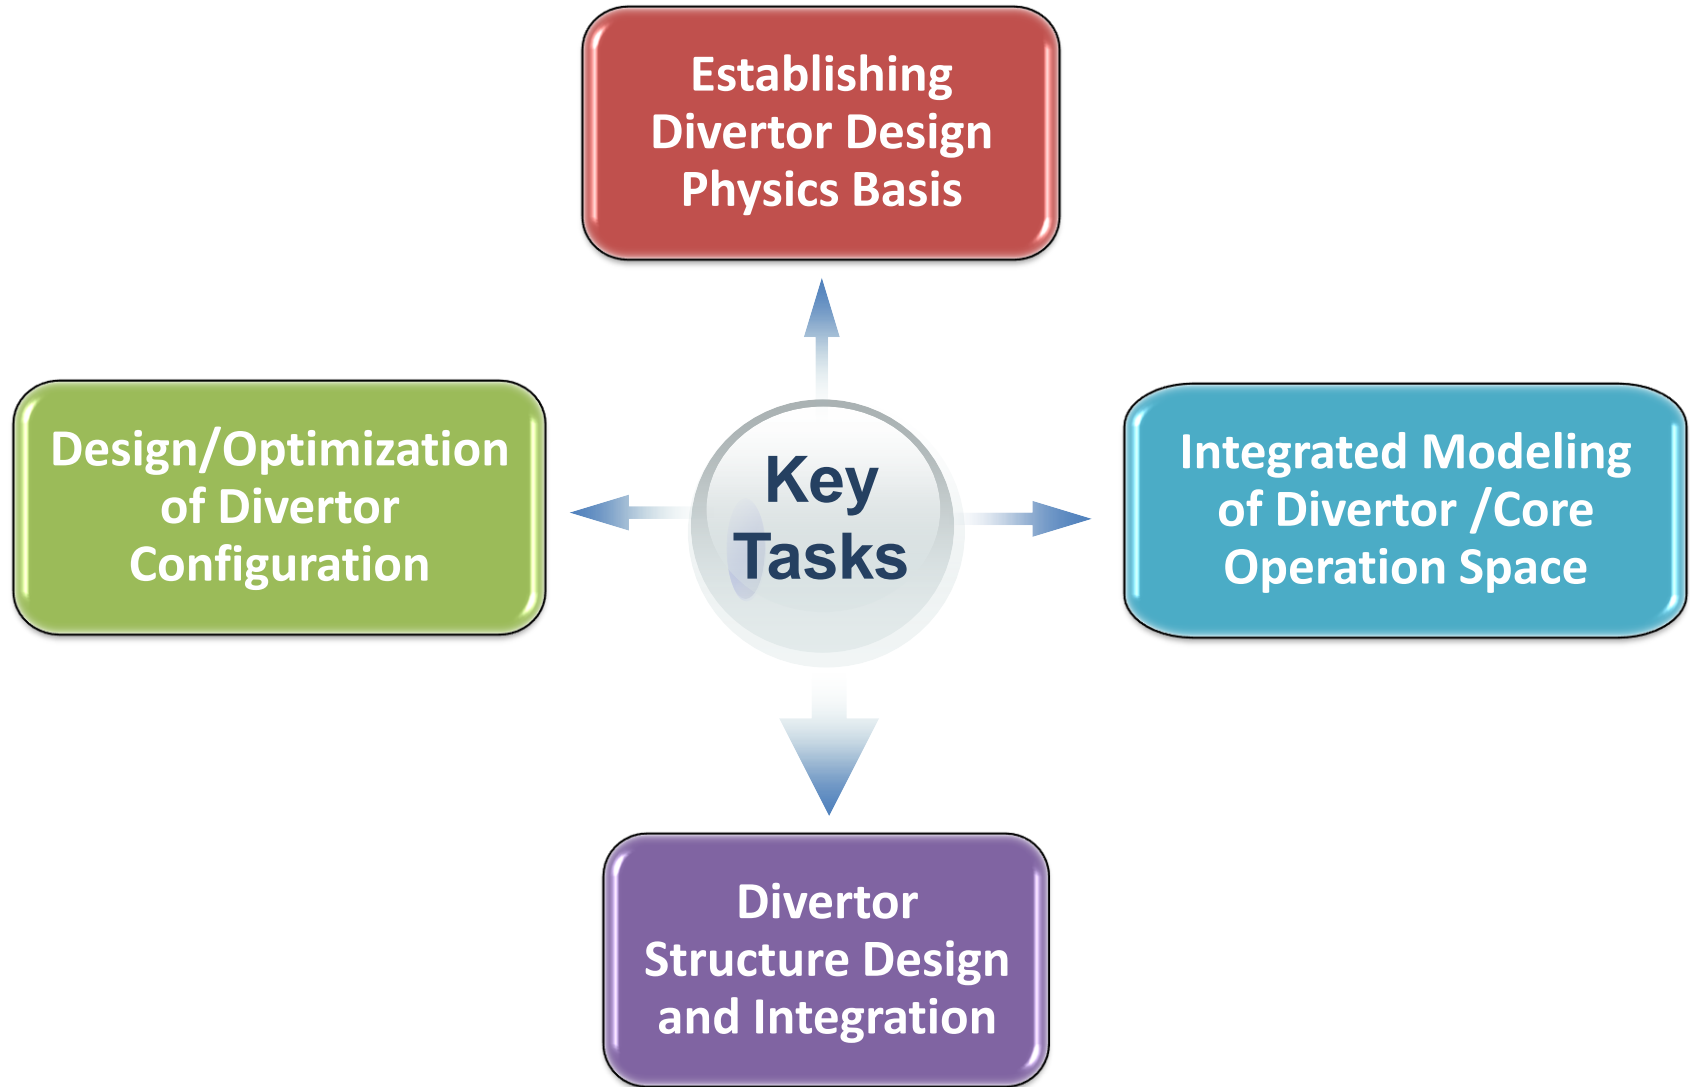 Establishing
Divertor Design
Physics Basis
Design/Optimization
of Divertor
Configuration
Key
Tasks
Integrated Modeling
of Divertor /Core
Operation Space
Divertor
Structure Design
and Integration